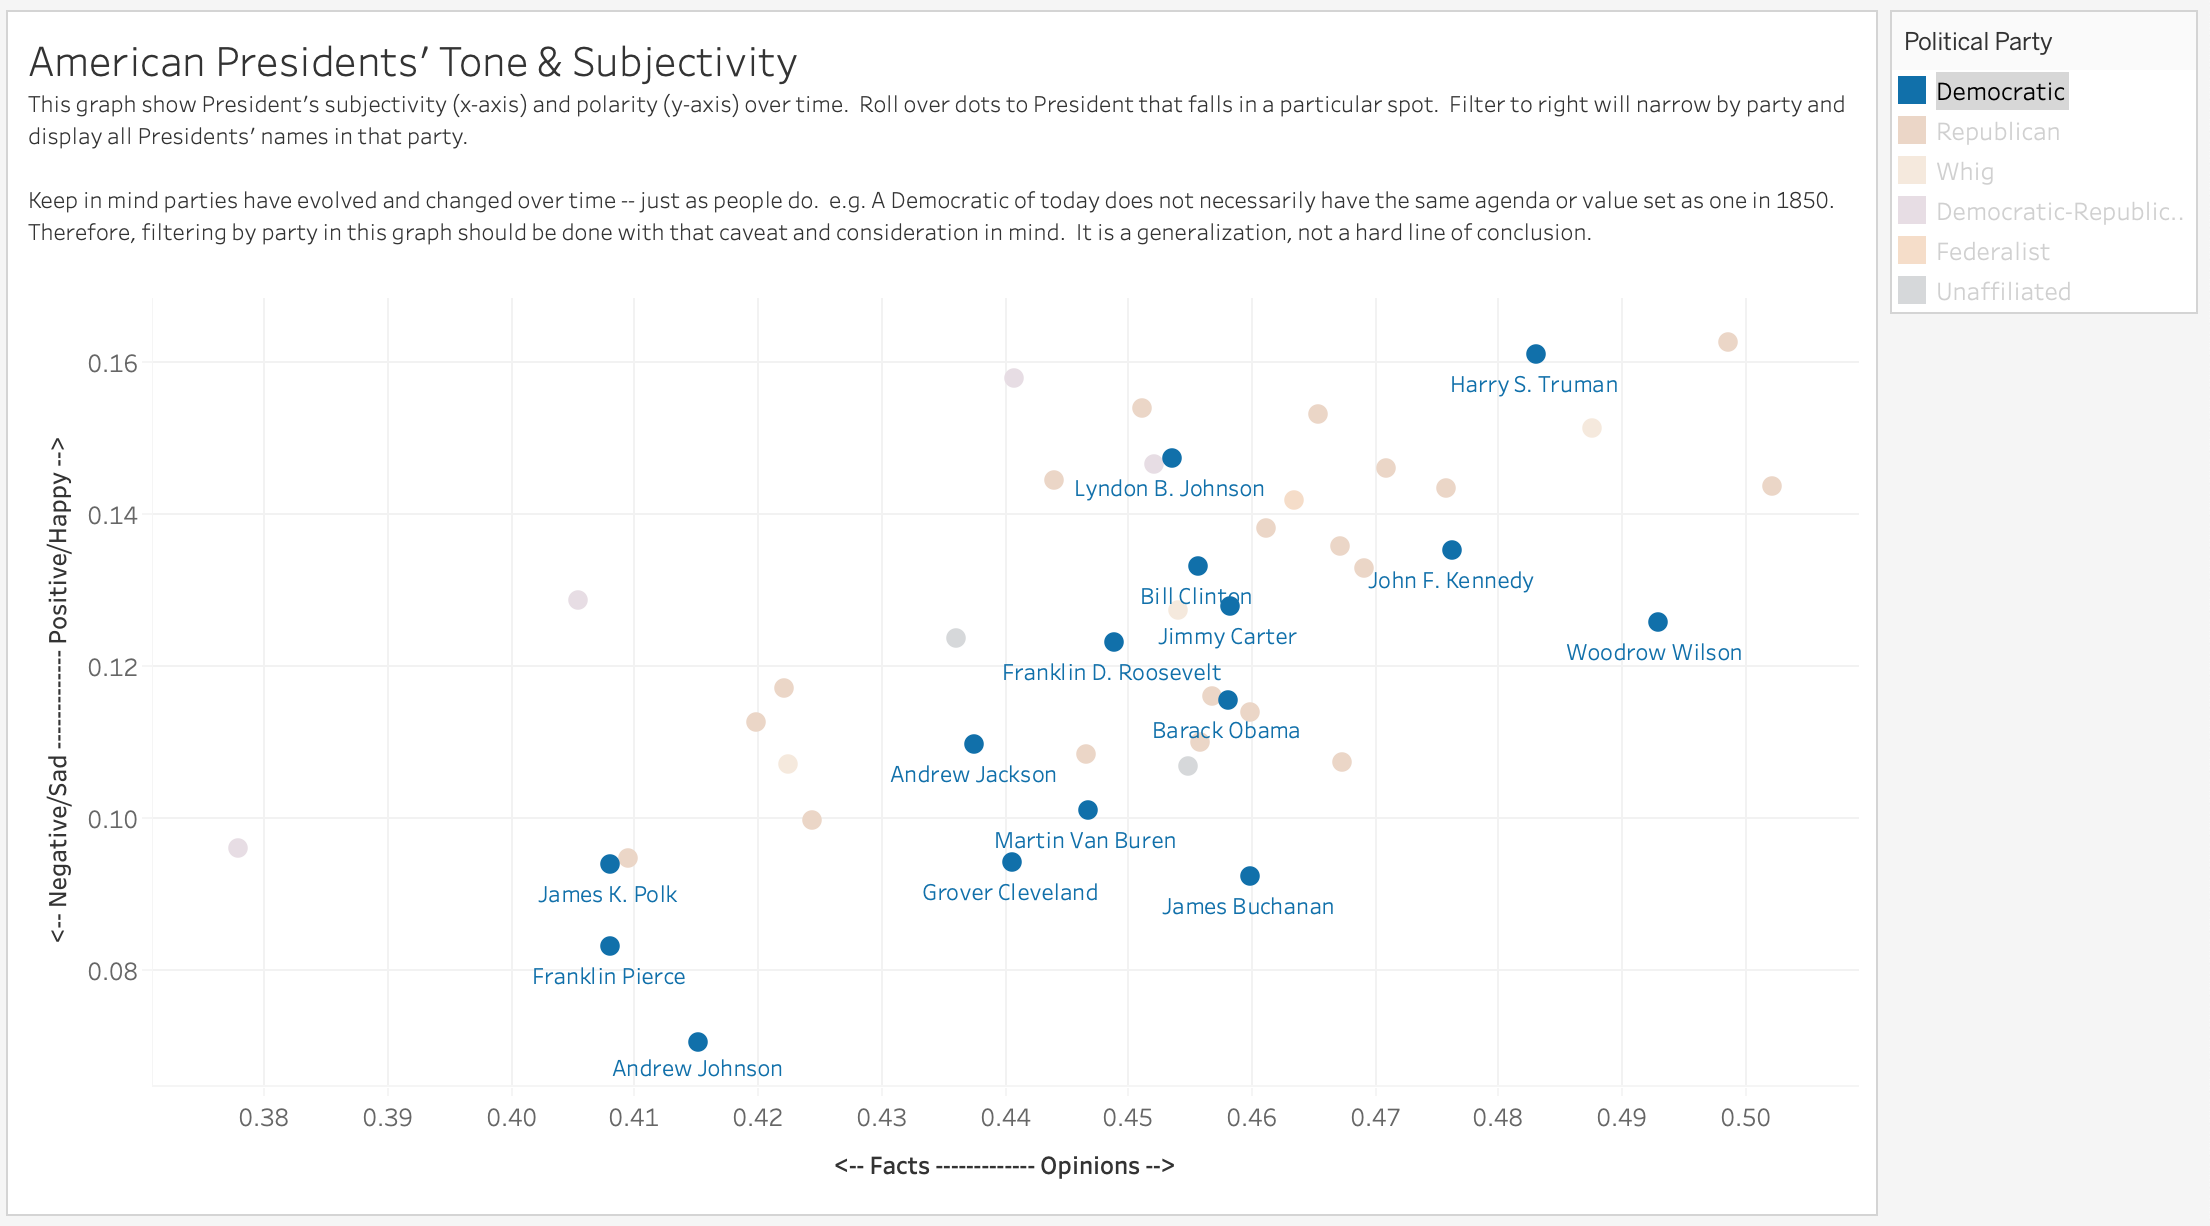 American Presidents' Tone & Subjectivity
This graph show President's subjectivity (x-axis) and polarity (y-axis) over time.  Roll over dots to President that falls in a particular spot.  Filter to right will narrow by party and
display all Presidents' names in that party.
Keep in mind parties have evolved and changed over time -- just as people do.  e.g. A Democratic of today does not necessarily have the same agenda or value set as one in 1850.
Therefore, filtering by party in this graph should be done with that caveat and consideration in mind.  It is a generalization, not a hard line of conclusion.
Political Party
Democratic
Republican
Whig
Democratic-Republic..
Federalist
Unaffiliated
<-- Negative/Sad ------------- Positive/Happy -->
0.16
0.14
0.12
0.10
0.08
Harry S. Truman
Lyndon B. Johnson
John F. Kennedy
Bill Clinton
Jimmy Carter
Woodrow Wilson
Franklin D. Roosevelt
Barack Obama
Andrew Jackson
Martin Van Buren
Grover Cleveland
James K. Polk
James Buchanan
Franklin Pierce
Andrew Johnson
0.38
0.39
0.40
0.41
0.42
0.43
0.44
0.45
0.46
0.47
0.48
0.49
0.50
<-- Facts ------------- Opinions -->